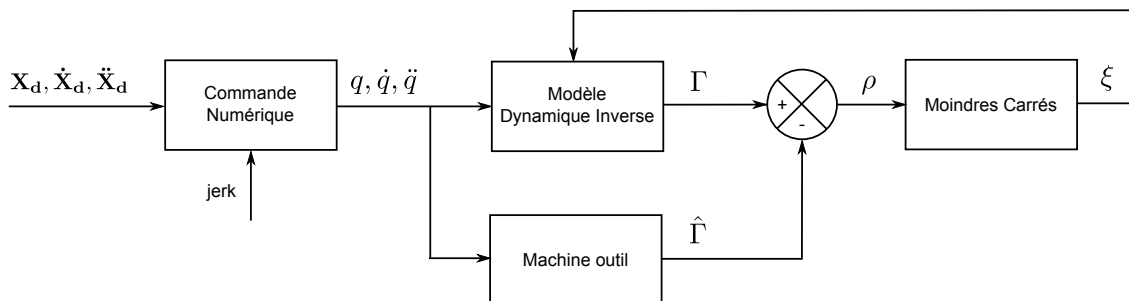 𝐗_𝐝, 𝐗̇_𝐝, 𝐗̈_𝐝
Commande
Numérique
jerk
q, q̇, q̈
Modèle
Dynamique Inverse
Γ
+
-
ρ
Moindres Carrés
ξ
Machine outil
Γ̂